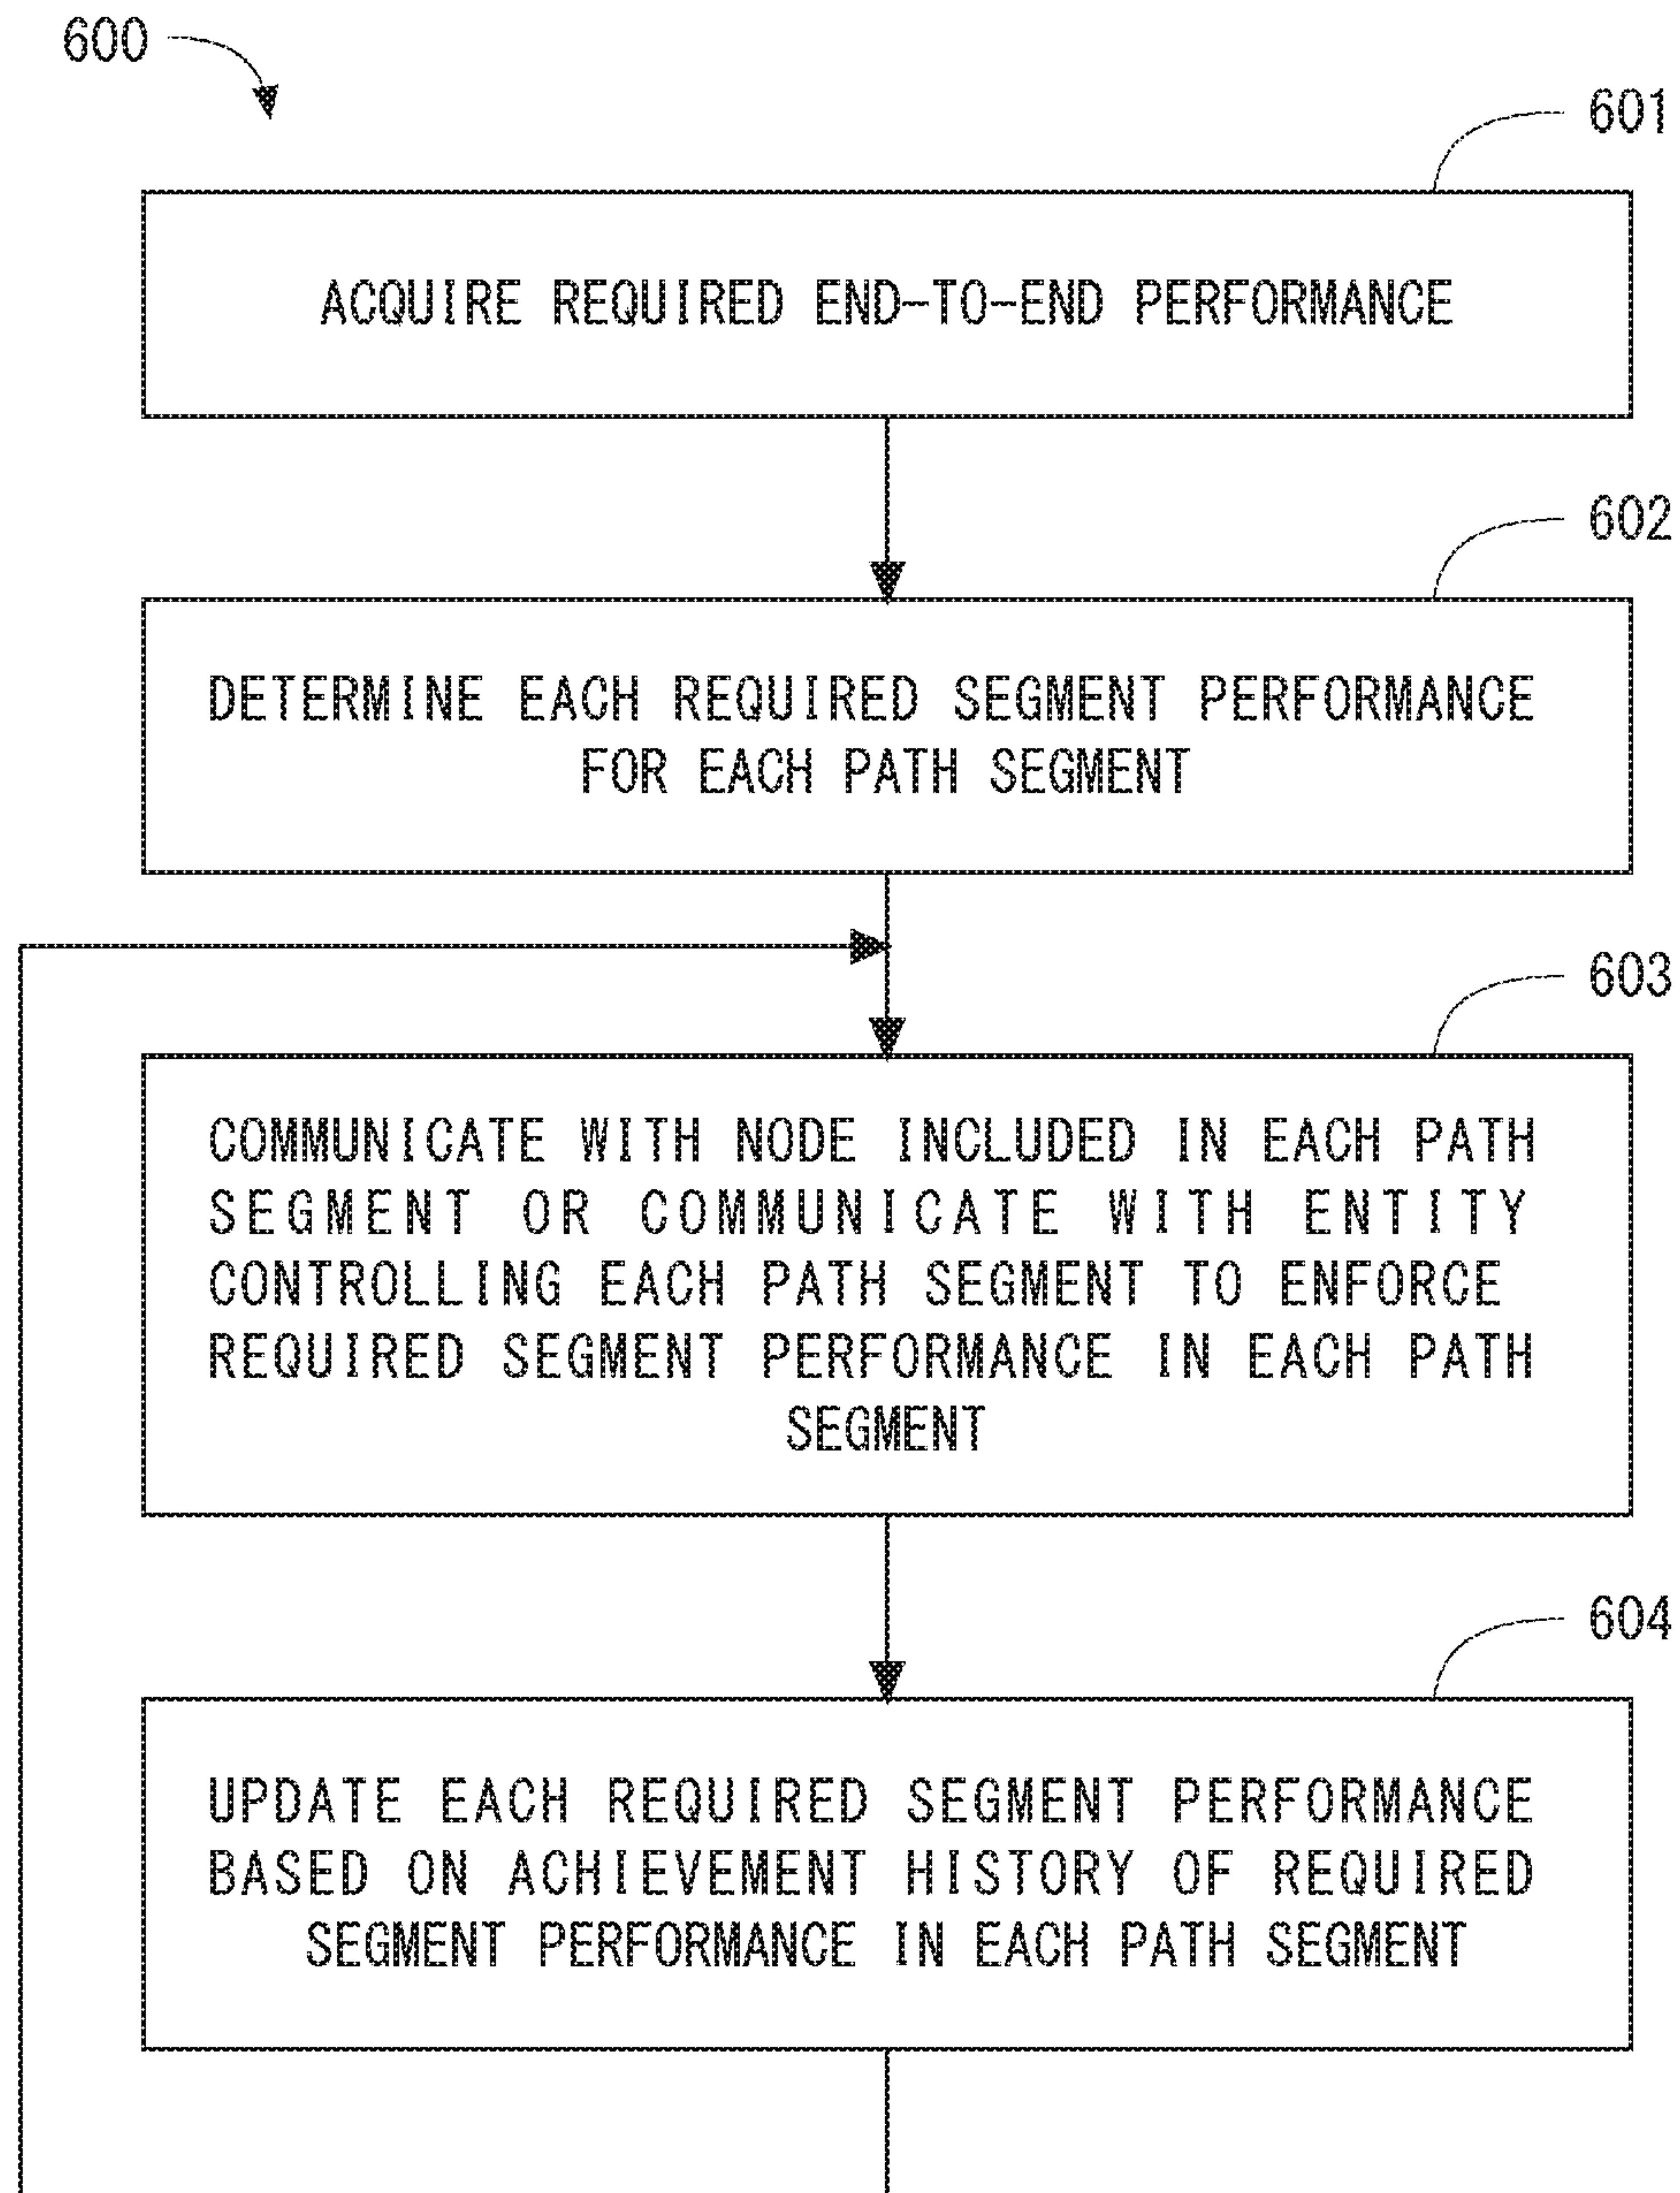 600
601
ACQUIRE REQUIRED END-TO-END PERFORMANCE
602
DETERMINE EACH REQUIRED SEGMENT PERFORMANCE
FOR EACH PATH SEGMENT
603
COMMUNICATE WITH NODE INCLUDED IN EACH PATH
SEGMENT OR COMMUNICATE WITH ENTITY
CONTROLLING EACH PATH SEGMENT TO ENFORCE
REQUIRED SEGMENT PERFORMANCE IN EACH PATH
SEGMENT
604
UPDATE EACH REQUIRED SEGMENT PERFORMANCE
BASED ON ACHIEVEMENT HISTORY OF REQUIRED
SEGMENT PERFORMANCE IN EACH PATH SEGMENT